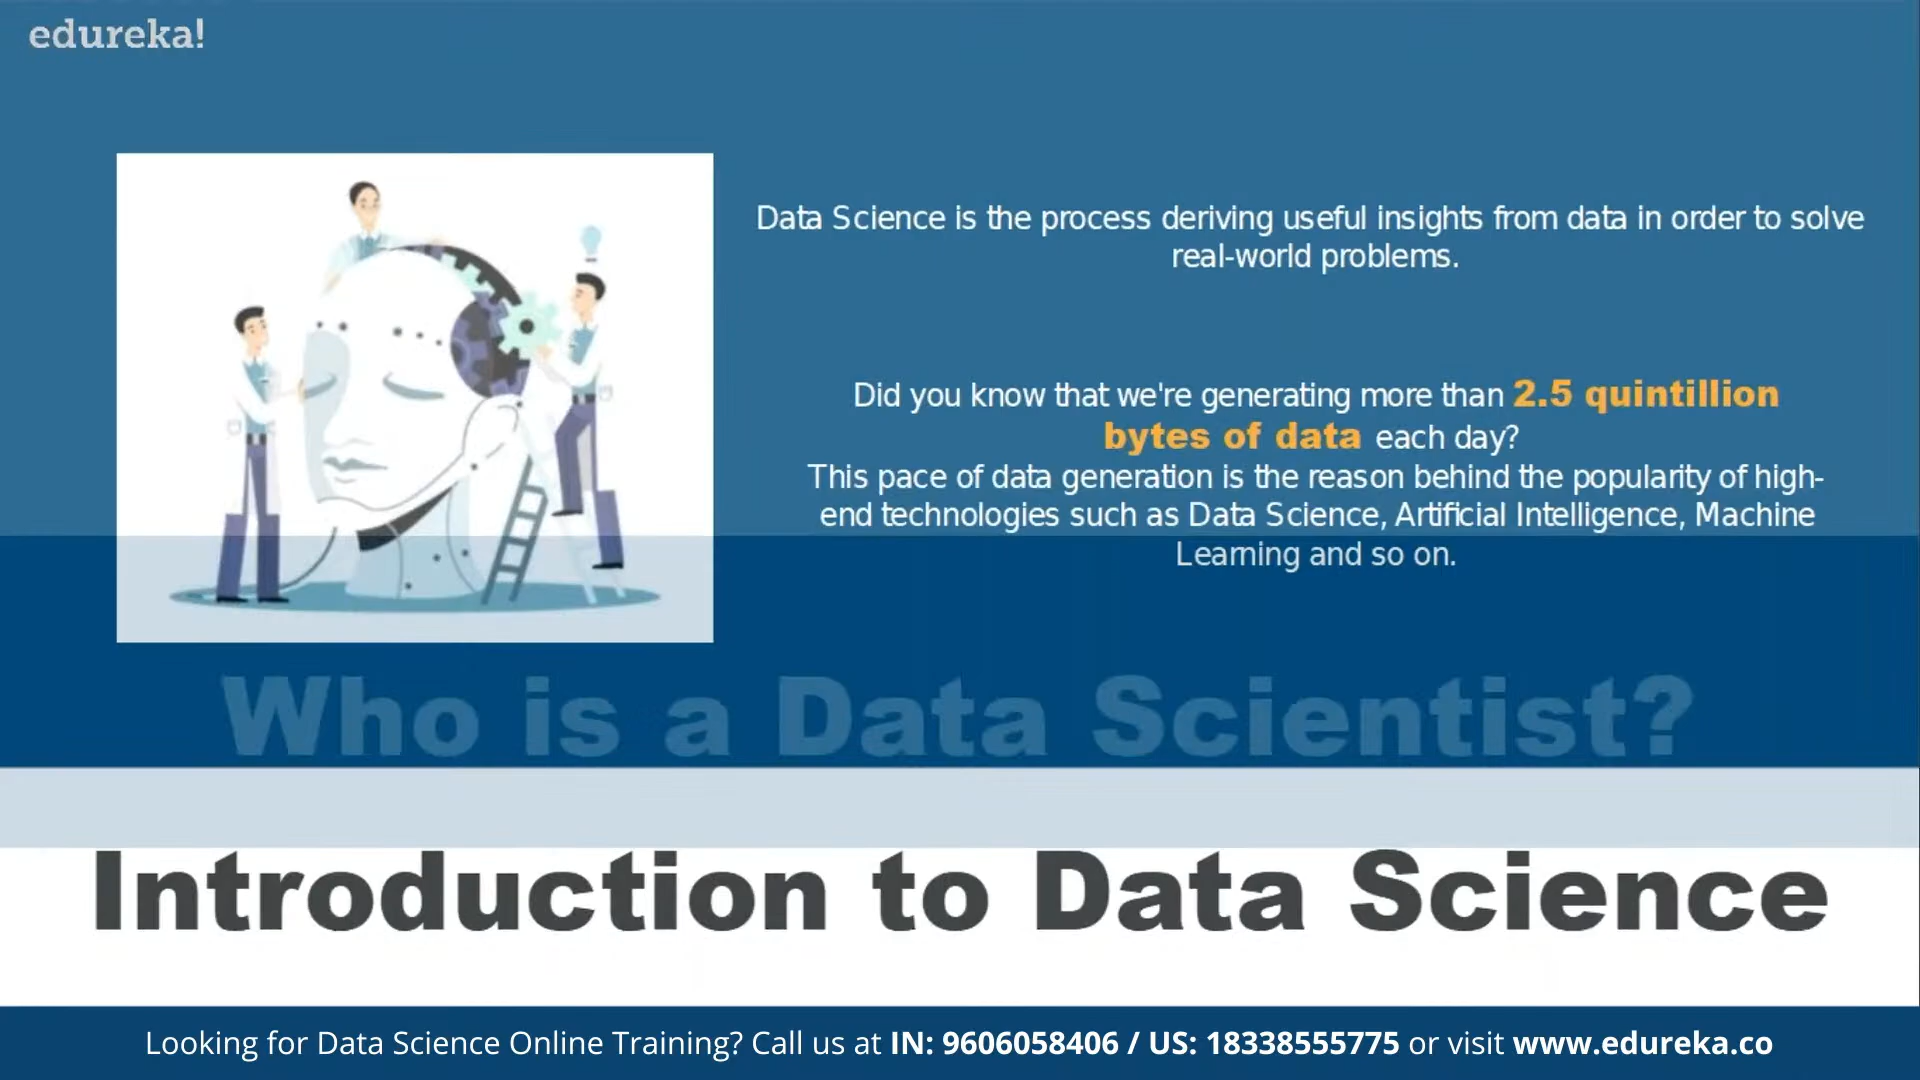 edureka!
Data Science is the process deriving useful insights from data in order to solve
real-world problems.
Did you know that we're generating more than 2.5 quintillion
bytes of data each day?
This pace of data generation is the reason behind the popularity of high-
end technologies such as Data Science, Artificial Intelligence, Machine
Learning and so on.
Who is a Data Scientist?
Introduction to Data Science
Looking for Data Science Online Training? Call us at IN: 9606058406 / US: 18338555775 or visit www.edureka.co